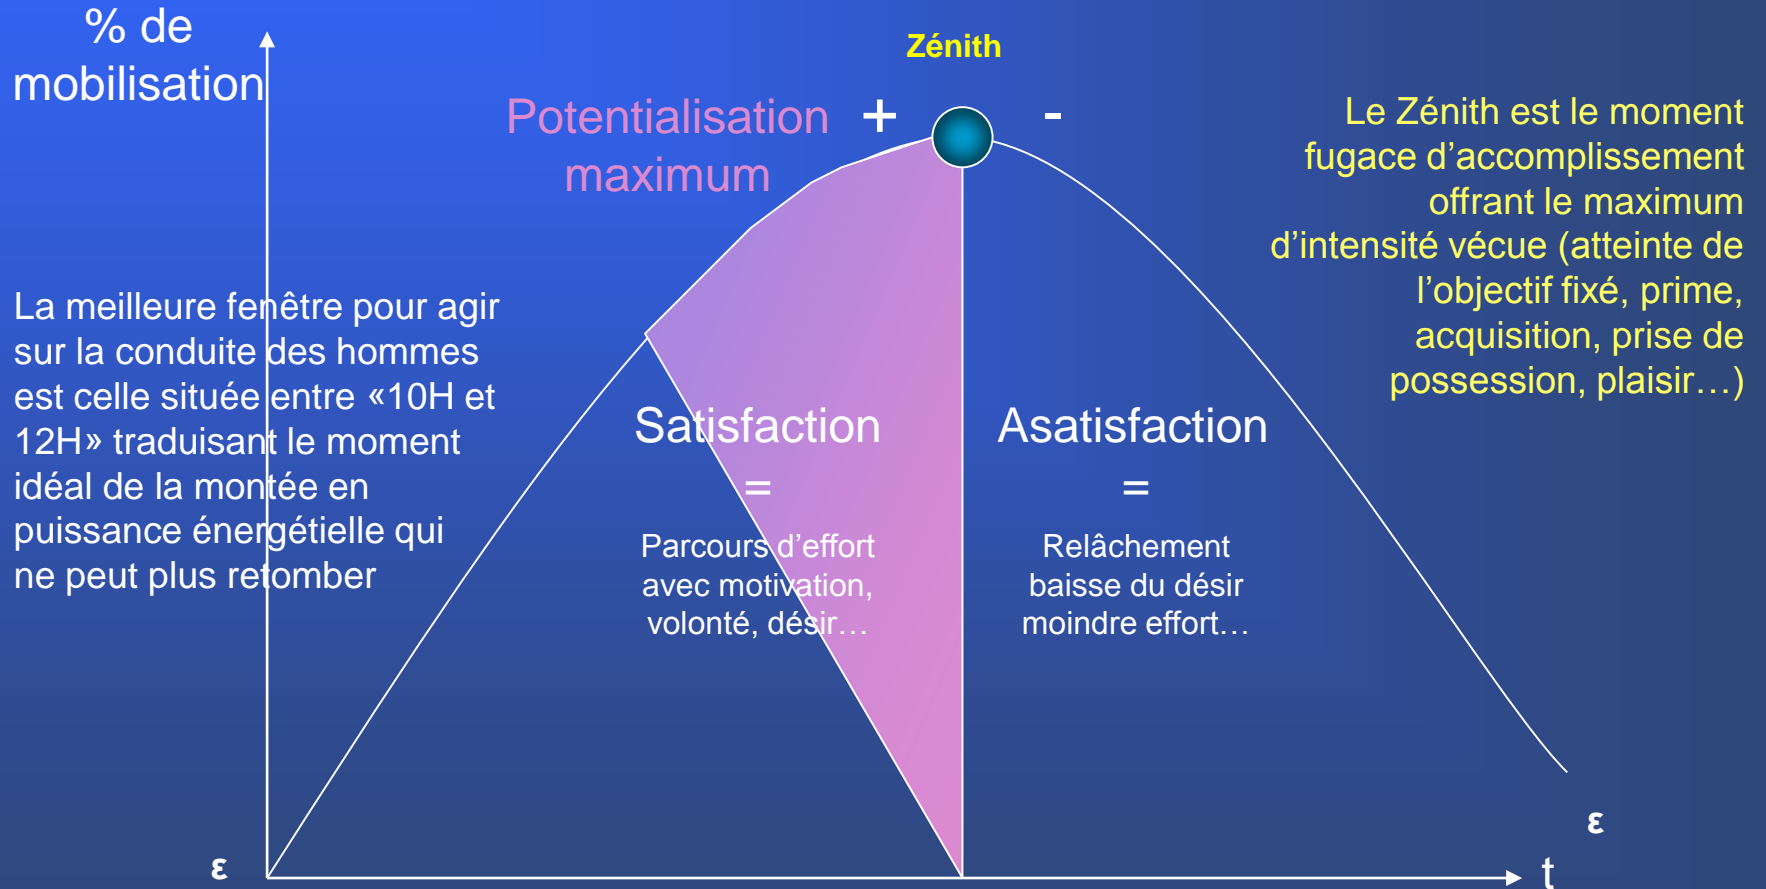 % de
mobilisation
Zénith
Potentialisation
maximum
+
-
Le Zénith est le moment
fugace d’accomplissement
offrant le maximum
d’intensité vécue (atteinte de
l’objectif fixé, prime,
acquisition, prise de
possession, plaisir…)
La meilleure fenêtre pour agir
sur la conduite des hommes
est celle située entre «10H et
12H» traduisant le moment
idéal de la montée en
puissance énergétielle qui
ne peut plus retomber
Satisfaction
=
Parcours d’effort
avec motivation,
volonté, désir…
Asatisfaction
=
Relâchement
baisse du désir
moindre effort…
ε
ε
t